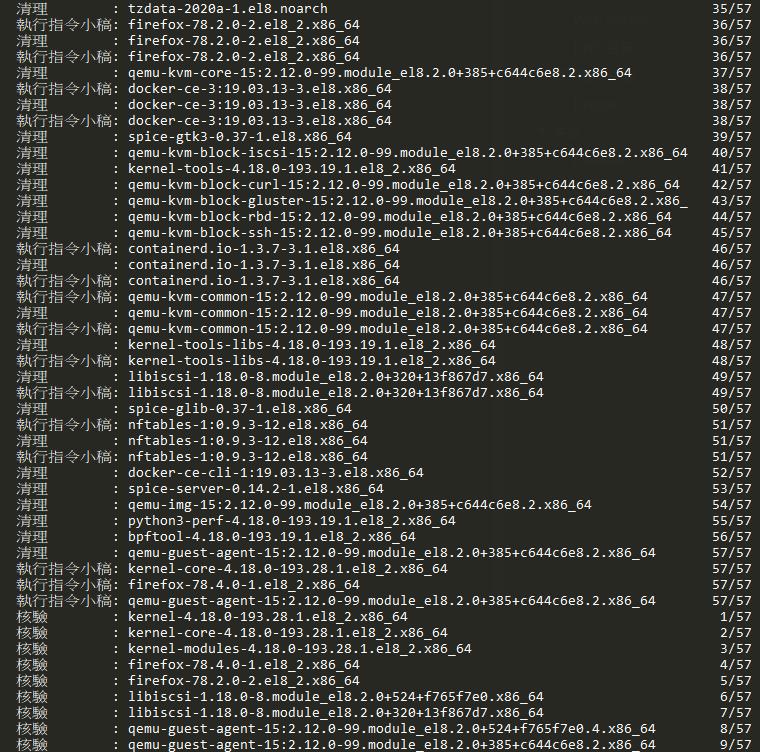 清理 : tzdata-2020a-1.el8.noarch 35/57
執行指令小稿: firefox-78.2.0-2.el8_2.x86_64 36/57
清理 : firefox-78.2.0-2.el8_2.x86_64 36/57
執行指令小稿: firefox-78.2.0-2.el8_2.x86_64 36/57
清理 : qemu-kvm-core-15:2.12.0-99.module_el8.2.0+385+c644c6e8.2.x86_64 37/57
執行指令小稿: docker-ce-3:19.03.13-3.el8.x86_64 38/57
清理 : docker-ce-3:19.03.13-3.el8.x86_64 38/57
執行指令小稿: docker-ce-3:19.03.13-3.el8.x86_64 38/57
清理 : spice-gtk3-0.37-1.el8.x86_64 39/57
清理 : qemu-kvm-block-iscsi-15:2.12.0-99.module_el8.2.0+385+c644c6e8.2.x86_64 40/57
清理 : kernel-tools-4.18.0-193.19.1.el8_2.x86_64 41/57
清理 : qemu-kvm-block-curl-15:2.12.0-99.module_el8.2.0+385+c644c6e8.2.x86_64 42/57
清理 : qemu-kvm-block-gluster-15:2.12.0-99.module_el8.2.0+385+c644c6e8.2.x86_ 43/57
清理 : qemu-kvm-block-rbd-15:2.12.0-99.module_el8.2.0+385+c644c6e8.2.x86_64 44/57
清理 : qemu-kvm-block-ssh-15:2.12.0-99.module_el8.2.0+385+c644c6e8.2.x86_64 45/57
執行指令小稿: containerd.io-1.3.7-3.1.el8.x86_64 46/57
清理 : containerd.io-1.3.7-3.1.el8.x86_64 46/57
執行指令小稿: containerd.io-1.3.7-3.1.el8.x86_64 46/57
執行指令小稿: qemu-kvm-common-15:2.12.0-99.module_el8.2.0+385+c644c6e8.2.x86_64 47/57
清理 : qemu-kvm-common-15:2.12.0-99.module_el8.2.0+385+c644c6e8.2.x86_64 47/57
執行指令小稿: qemu-kvm-common-15:2.12.0-99.module_el8.2.0+385+c644c6e8.2.x86_64 47/57
清理 : kernel-tools-libs-4.18.0-193.19.1.el8_2.x86_64 48/57
執行指令小稿: kernel-tools-libs-4.18.0-193.19.1.el8_2.x86_64 48/57
清理 : libiscsi-1.18.0-8.module_el8.2.0+320+13f867d7.x86_64 49/57
執行指令小稿: libiscsi-1.18.0-8.module_el8.2.0+320+13f867d7.x86_64 49/57
清理 : spice-glib-0.37-1.el8.x86_64 50/57
執行指令小稿: nftables-1:0.9.3-12.el8.x86_64 51/57
清理 : nftables-1:0.9.3-12.el8.x86_64 51/57
執行指令小稿: nftables-1:0.9.3-12.el8.x86_64 51/57
清理 : docker-ce-cli-1:19.03.13-3.el8.x86_64 52/57
清理 : spice-server-0.14.2-1.el8.x86_64 53/57
清理 : qemu-img-15:2.12.0-99.module_el8.2.0+385+c644c6e8.2.x86_64 54/57
清理 : python3-perf-4.18.0-193.19.1.el8_2.x86_64 55/57
清理 : bpftool-4.18.0-193.19.1.el8_2.x86_64 56/57
清理 : qemu-guest-agent-15:2.12.0-99.module_el8.2.0+385+c644c6e8.2.x86_64 57/57
執行指令小稿: kernel-core-4.18.0-193.28.1.el8_2.x86_64 57/57
執行指令小稿: firefox-78.4.0-1.el8_2.x86_64 57/57
執行指令小稿: qemu-guest-agent-15:2.12.0-99.module_el8.2.0+385+c644c6e8.2.x86_64 57/57
核驗 : kernel-4.18.0-193.28.1.el8_2.x86_64 1/57
核驗 : kernel-core-4.18.0-193.28.1.el8_2.x86_64 2/57
核驗 : kernel-modules-4.18.0-193.28.1.el8_2.x86_64 3/57
核驗 : firefox-78.4.0-1.el8_2.x86_64 4/57
核驗 : firefox-78.2.0-2.el8_2.x86_64 5/57
核驗 : libiscsi-1.18.0-8.module_el8.2.0+524+f765f7e0.x86_64 6/57
核驗 : libiscsi-1.18.0-8.module_el8.2.0+320+13f867d7.x86_64 7/57
核驗 : qemu-guest-agent-15:2.12.0-99.module_el8.2.0+524+f765f7e0.4.x86_64 8/57
核驗 : qemu-guest-agent-15:2.12.0-99.module_el8.2.0+385+c644c6e8.2.x86_64 9/57